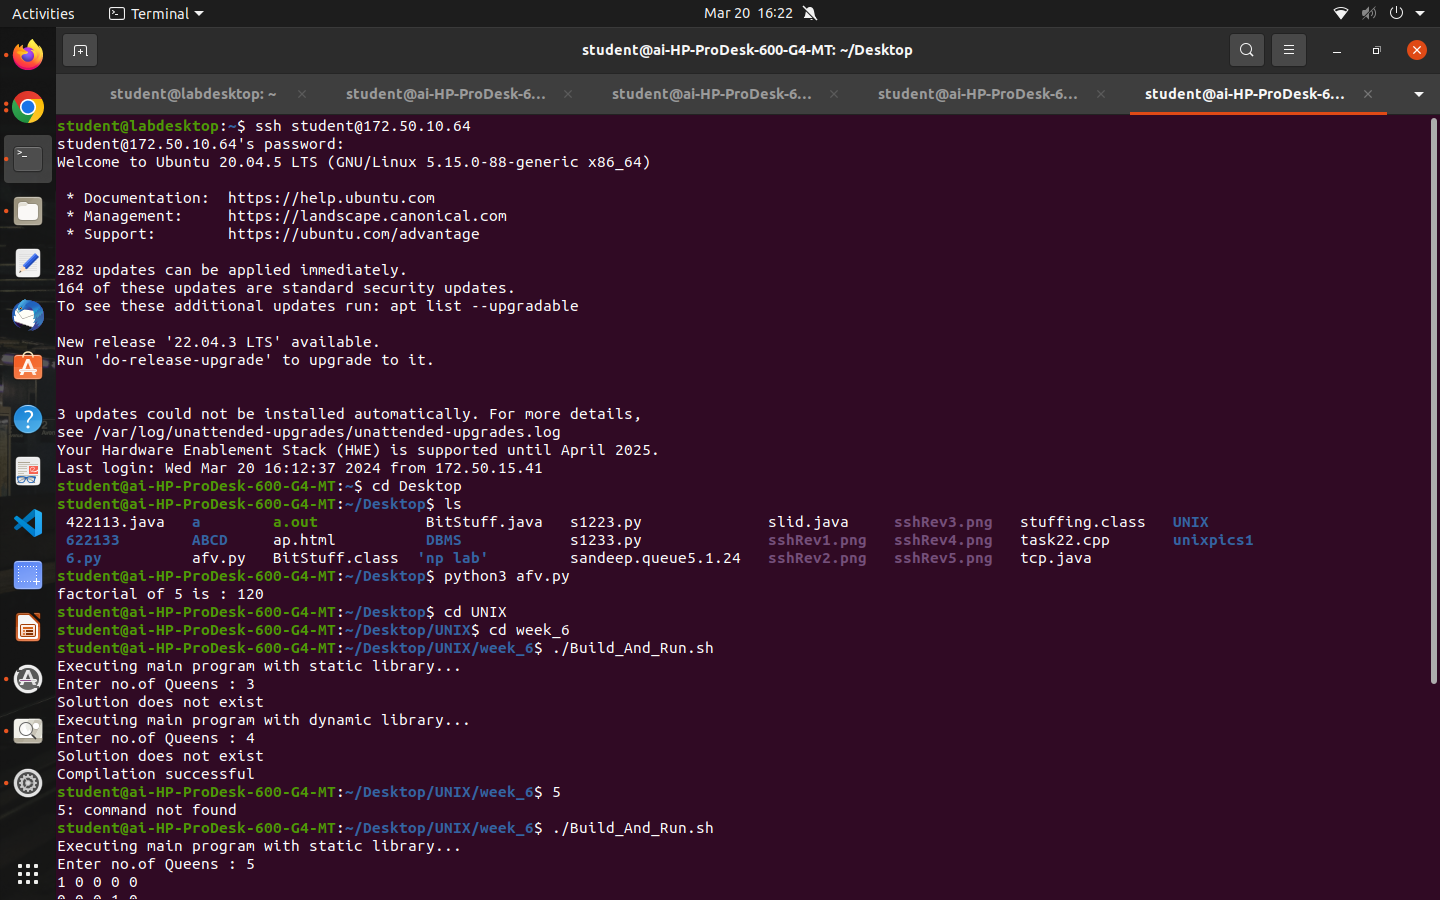 Activities Terminal Mar 20 16:22
student@ai-HP-ProDesk-600-G4-MT: ~/Desktop
student@labdesktop: ~ student@ai-HP-ProDesk-6... student@ai-HP-ProDesk-6... student@ai-HP-ProDesk-6... student@ai-HP-ProDesk-6...
student@labdesktop:~$ ssh student@172.50.10.64
student@172.50.10.64's password:
Welcome to Ubuntu 20.04.5 LTS (GNU/Linux 5.15.0-88-generic x86_64)
* Documentation: https://help.ubuntu.com
* Management: https://landscape.canonical.com
* Support: https://ubuntu.com/advantage
282 updates can be applied immediately.
164 of these updates are standard security updates.
To see these additional updates run: apt list --upgradable
New release '22.04.3 LTS' available.
Run 'do-release-upgrade' to upgrade to it.
3 updates could not be installed automatically. For more details,
see /var/log/unattended-upgrades/unattended-upgrades.log
Your Hardware Enablement Stack (HWE) is supported until April 2025.
Last login: Wed Mar 20 16:12:37 2024 from 172.50.15.41
student@ai-HP-ProDesk-600-G4-MT:~$ cd Desktop
student@ai-HP-ProDesk-600-G4-MT:~/Desktop$ ls
422113.java a a.out BitStuff.java s1223.py slid.java sshRev3.png stuffing.class UNIX
622133 ABCD ap.html DBMS s1233.py sshRev1.png sshRev4.png task22.cpp unixpics1
6.py afv.py BitStuff.class 'np lab' sandeep.queue5.1.24 sshRev2.png sshRev5.png tcp.java
student@ai-HP-ProDesk-600-G4-MT:~/Desktop$ python3 afv.py
factorial of 5 is : 120
student@ai-HP-ProDesk-600-G4-MT:~/Desktop$ cd UNIX
student@ai-HP-ProDesk-600-G4-MT:~/Desktop/UNIX$ cd week_6
student@ai-HP-ProDesk-600-G4-MT:~/Desktop/UNIX/week_6$ ./Build_And_Run.sh
Executing main program with static library...
Enter no.of Queens : 3
Solution does not exist
Executing main program with dynamic library...
Enter no.of Queens : 4
Solution does not exist
Compilation successful
student@ai-HP-ProDesk-600-G4-MT:~/Desktop/UNIX/week_6$ 5
5: command not found
student@ai-HP-ProDesk-600-G4-MT:~/Desktop/UNIX/week_6$ ./Build_And_Run.sh
Executing main program with static library...
Enter no.of Queens : 5
1 0 0 0 0
0 0 0 1 0